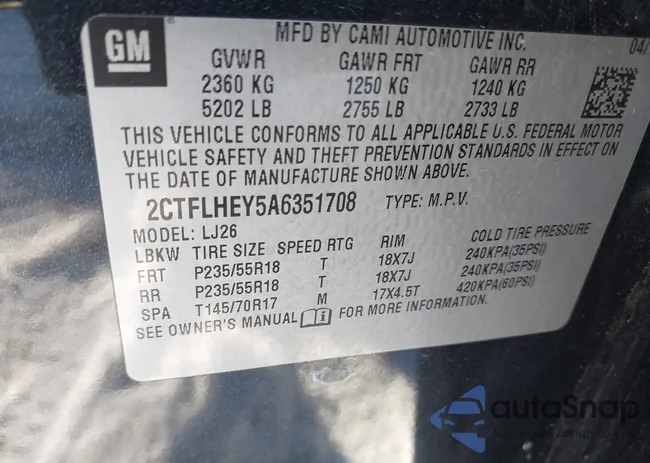 GM
MFD BY CAMI AUTOMOTIVE INC. 04/
GVWR GAWR FRT GAWR RR
2360 KG 1250 KG 1240 KG
5202 LB 2755 LB 2733 LB
THIS VEHICLE CONFORMS TO ALL APPLICABLE U.S. FEDERAL MOTOR
VEHICLE SAFETY AND THEFT PREVENTION STANDARDS IN EFFECT ON
THE DATE OF MANUFACTURE SHOWN ABOVE.
2CTFLHEY5A6351708 TYPE: M.P.V.
MODEL: LJ26
LBKW TIRE SIZE SPEED RTG RIM COLD TIRE PRESSURE
FRT P235/55R18 T 18X7J 240KPA(35PSI)
RR P235/55R18 T 18X7J 240KPA(35PSI)
SPA T145/70R17 M 17X4.5T 420KPA(60PSI)
SEE OWNER'S MANUAL FOR MORE INFORMATION.
autoSnap